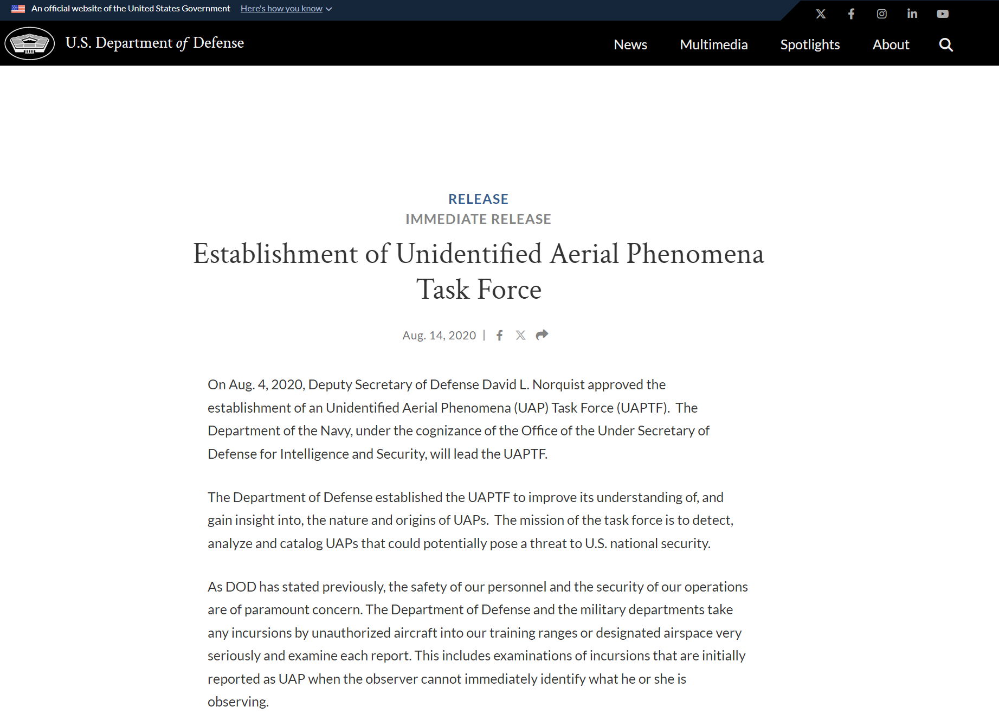 An official website of the United States Government Here's how you know
U.S. Department of Defense
News Multimedia Spotlights About
RELEASE
IMMEDIATE RELEASE
Establishment of Unidentified Aerial Phenomena
Task Force
Aug. 14, 2020 |
On Aug. 4, 2020, Deputy Secretary of Defense David L. Norquist approved the
establishment of an Unidentified Aerial Phenomena (UAP) Task Force (UAPTF).  The
Department of the Navy, under the cognizance of the Office of the Under Secretary of
Defense for Intelligence and Security, will lead the UAPTF.
The Department of Defense established the UAPTF to improve its understanding of, and
gain insight into, the nature and origins of UAPs.  The mission of the task force is to detect,
analyze and catalog UAPs that could potentially pose a threat to U.S. national security.
As DOD has stated previously, the safety of our personnel and the security of our operations
are of paramount concern. The Department of Defense and the military departments take
any incursions by unauthorized aircraft into our training ranges or designated airspace very
seriously and examine each report. This includes examinations of incursions that are initially
reported as UAP when the observer cannot immediately identify what he or she is
observing.